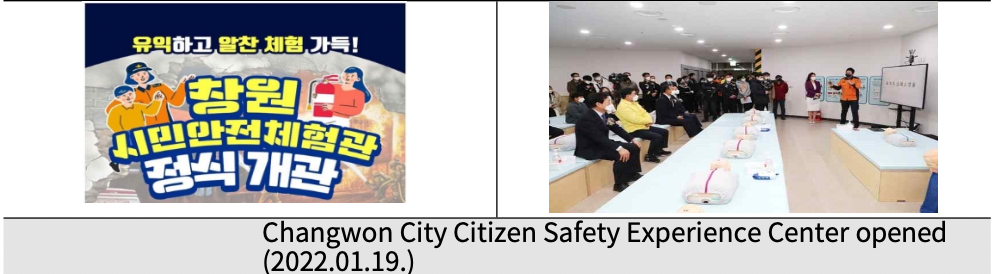 유익하고 알찬 체험 가득!
창원
시민안전체험관
정식 개관
Changwon City Citizen Safety Experience Center opened
(2022.01.19.)